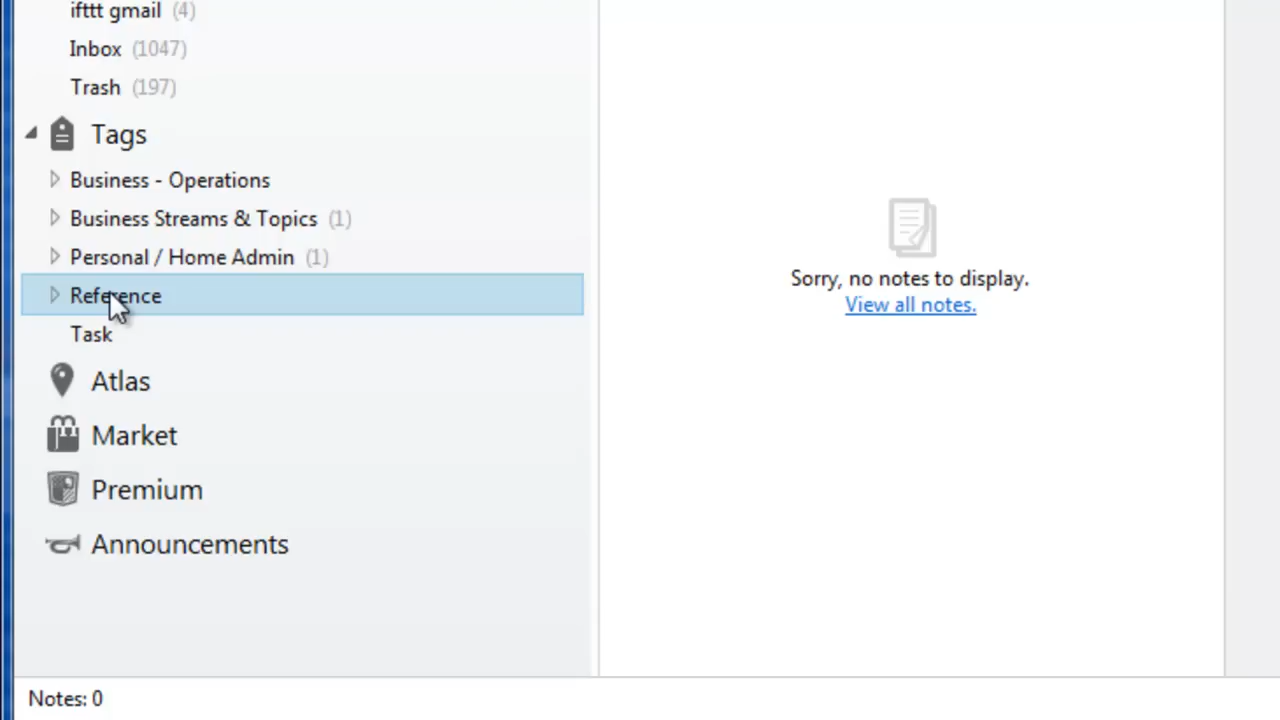 ifttt gmail (4)
Inbox (1047)
Trash (197)
Tags
Business - Operations
Business Streams & Topics (1)
Personal / Home Admin (1)
Reference
Task
Atlas
Market
Premium
Announcements
Sorry, no notes to display.
View all notes.
Notes: 0